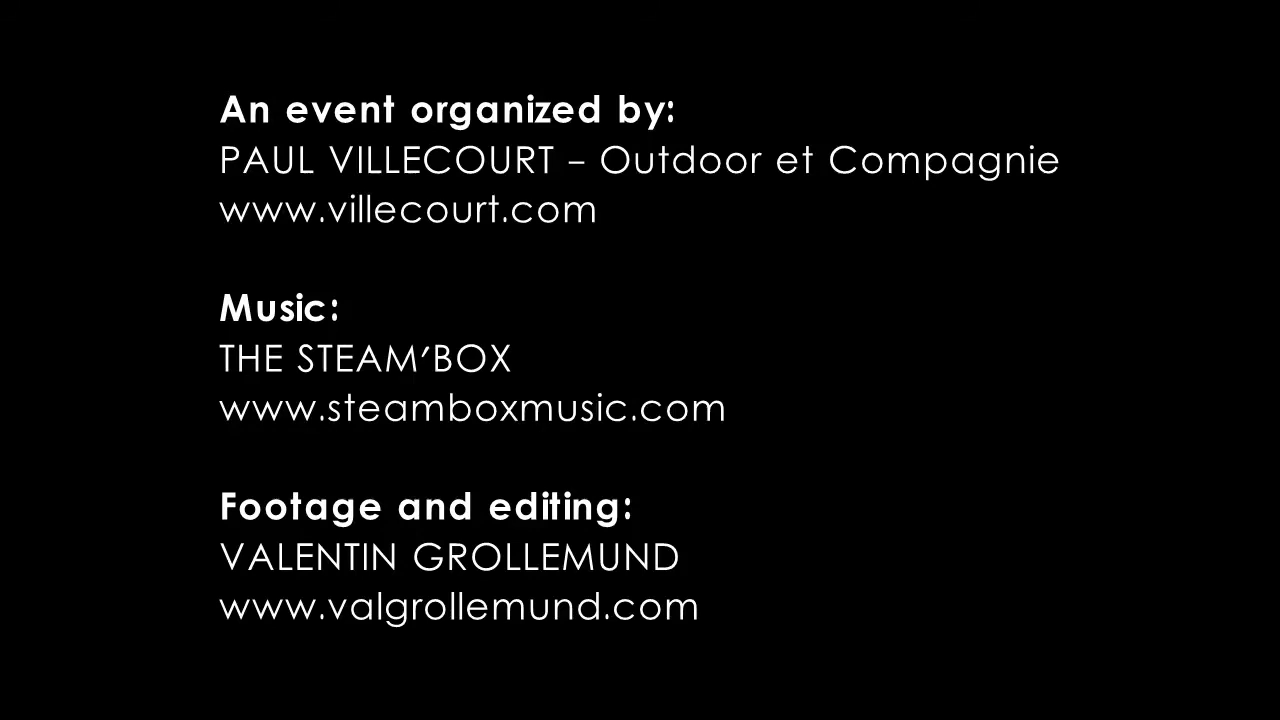 An event organized by:
PAUL VILLECOURT – Outdoor et Compagnie
www.villecourt.com
Music:
THE STEAM'BOX
www.steamboxmusic.com
Footage and editing:
VALENTIN GROLLEMUND
www.valgrollemund.com